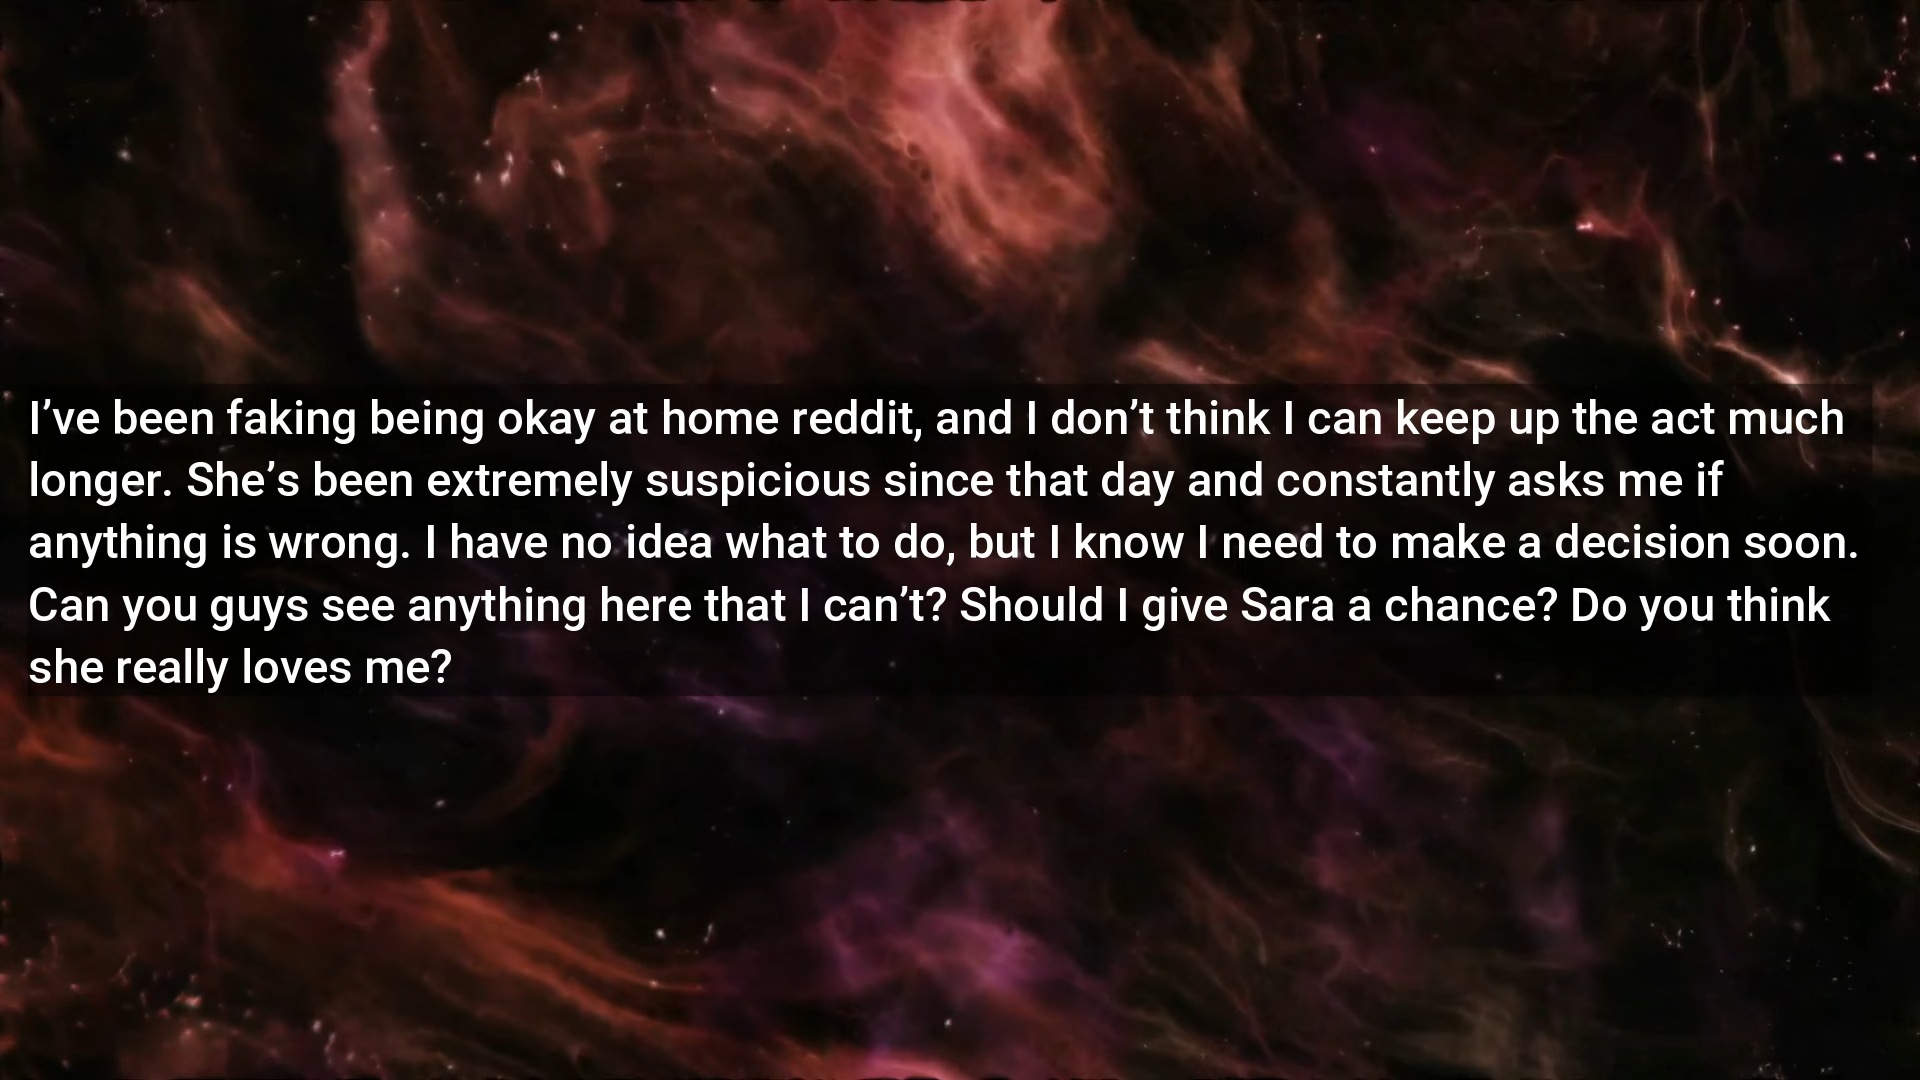 I’ve been faking being okay at home reddit, and I don’t think I can keep up the act much
longer. She’s been extremely suspicious since that day and constantly asks me if
anything is wrong. I have no idea what to do, but I know I need to make a decision soon.
Can you guys see anything here that I can’t? Should I give Sara a chance? Do you think
she really loves me?